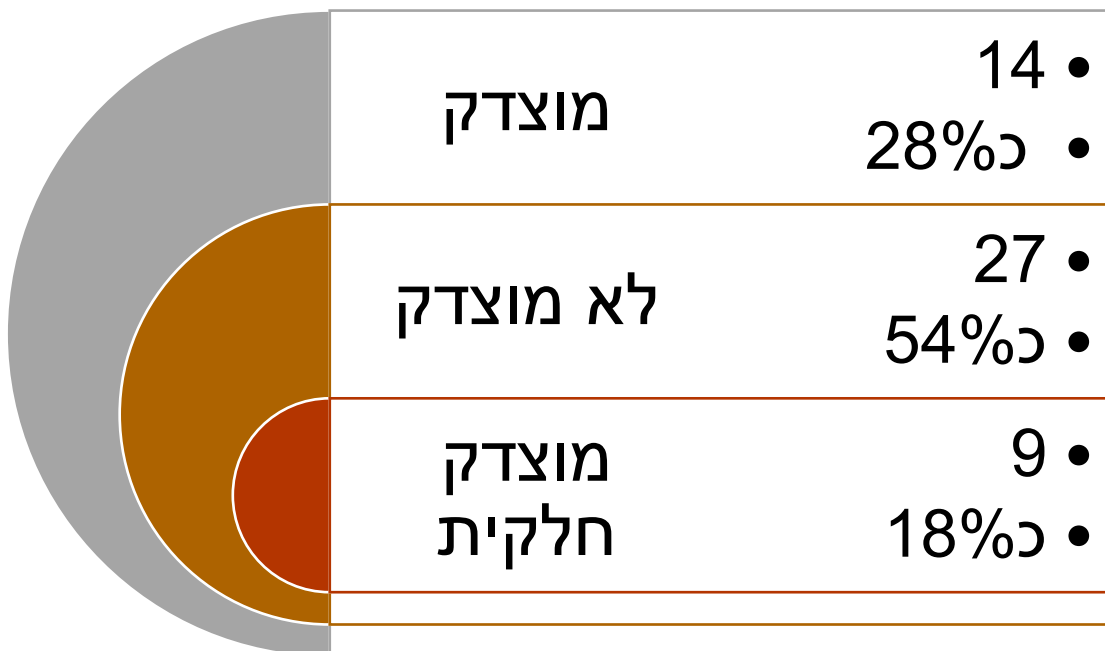 מוצדק
• 14
• כ28%
לא מוצדק
• 27
• כ54%
מוצדק
חלקית
• 9
• כ18%